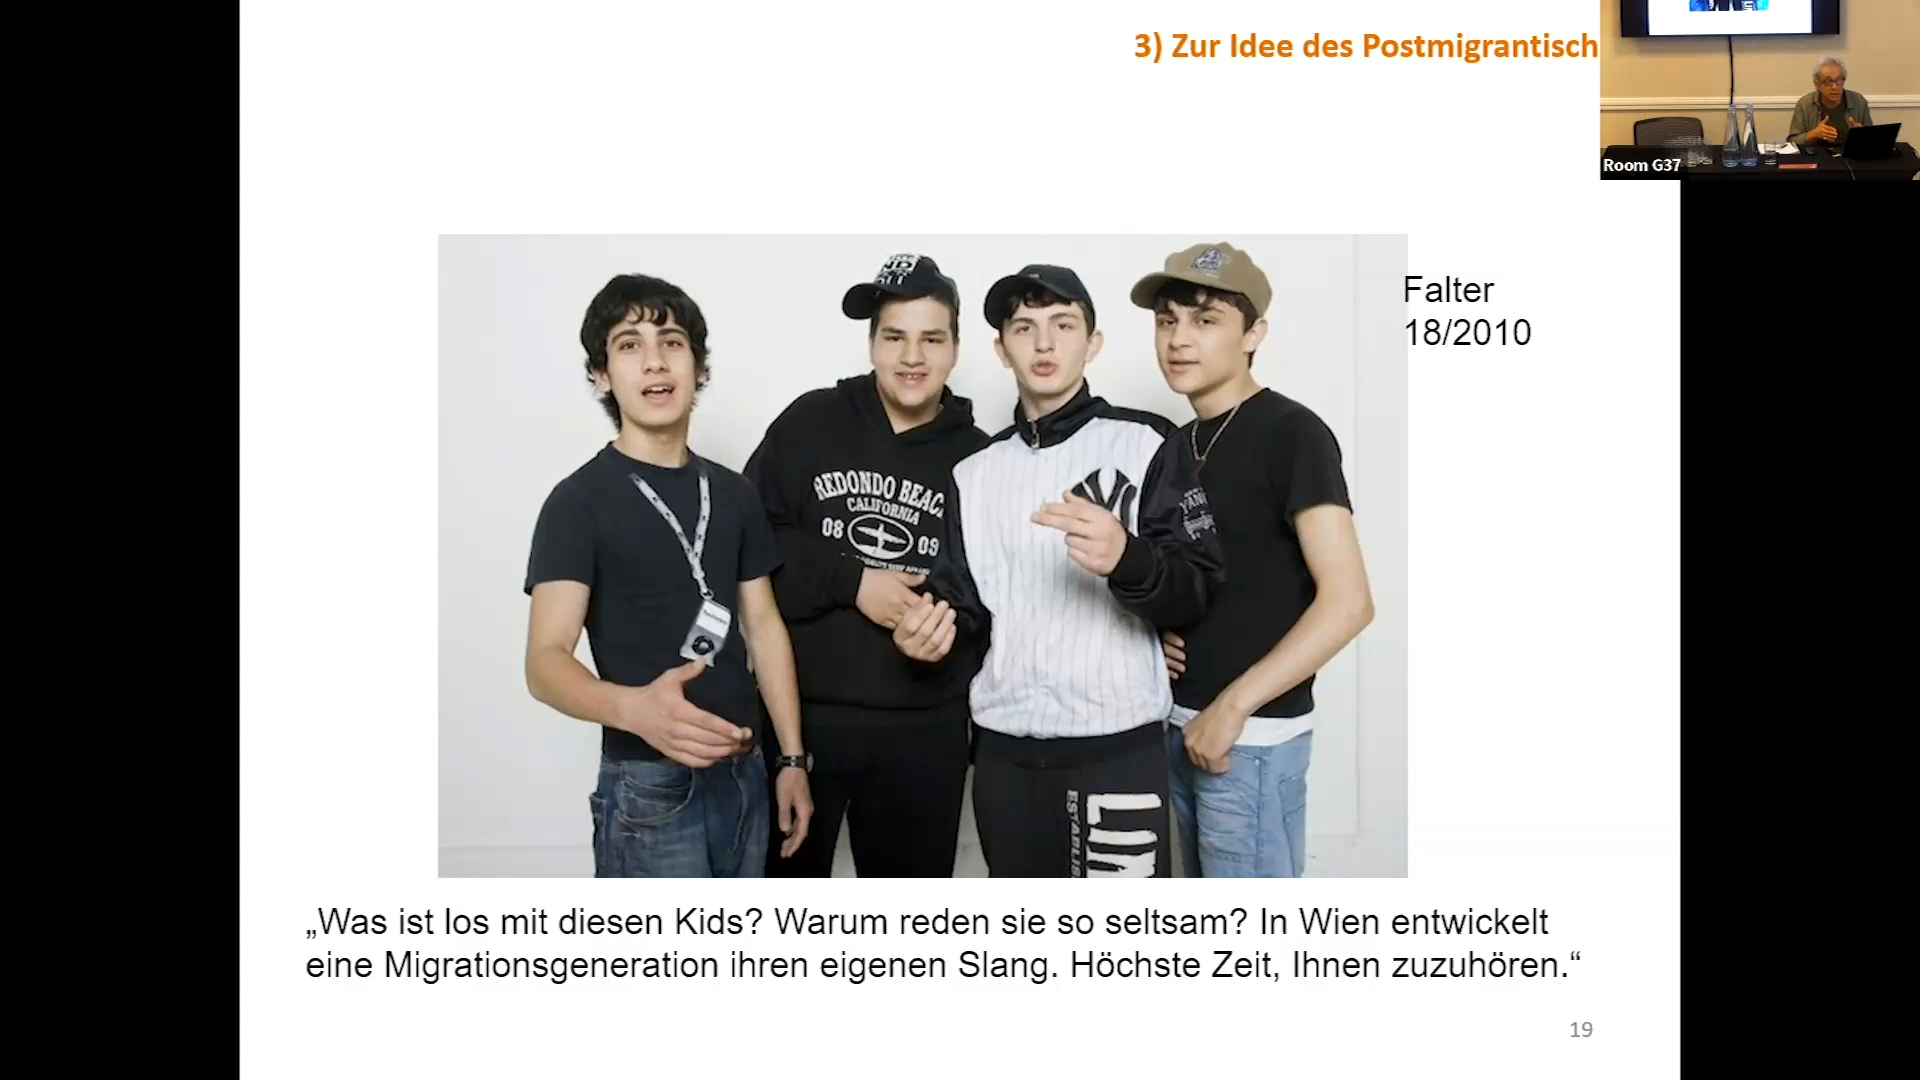 3) Zur Idee des Postmigrantisch
Room G37
Falter
18/2010
REDONDO BEAC
CALIFORNIA
08 09
ESTABLIS
LIN
„Was ist los mit diesen Kids? Warum reden sie so seltsam? In Wien entwickelt
eine Migrationsgeneration ihren eigenen Slang. Höchste Zeit, Ihnen zuzuhören.“
19